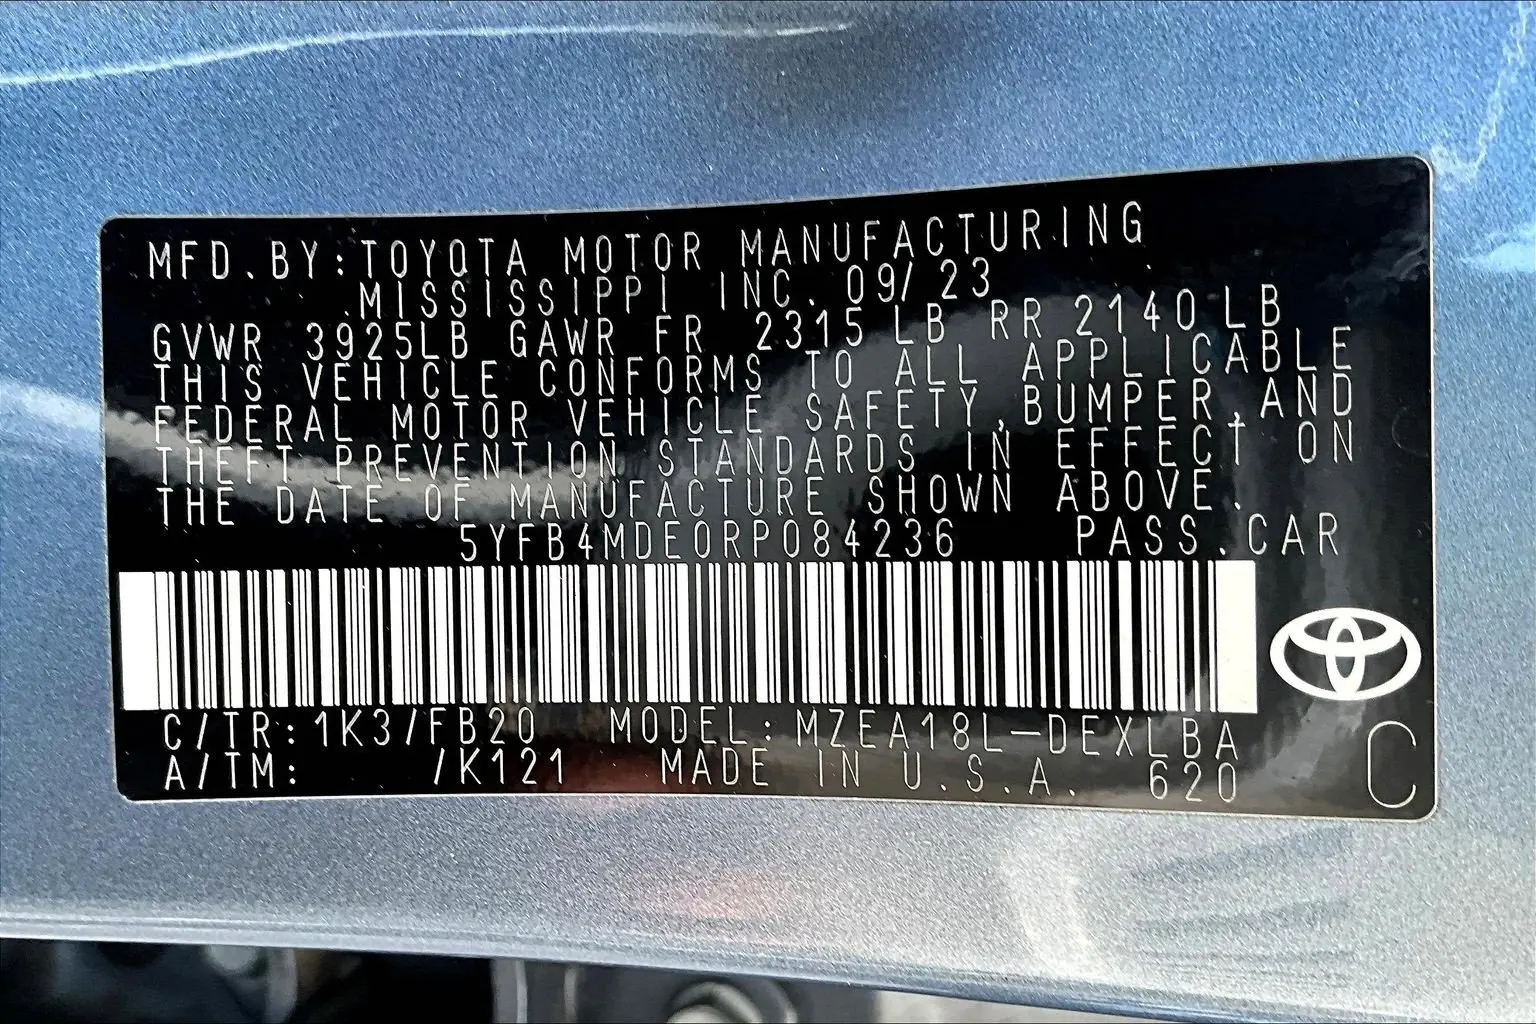 MFD.BY:TOYOTA MOTOR MANUFACTURING
.MISSISSIPPI INC. 09/23
GVWR 3925LB GAWR FR 2315 LB RR 2140 LB
THIS VEHICLE CONFORMS TO ALL APPLICABLE
FEDERAL MOTOR VEHICLE SAFETY,BUMPER,AND
THEFT PREVENTION STANDARDS IN EFFECT ON
THE DATE OF MANUFACTURE SHOWN ABOVE.
5YFB4MDE0RP084236 PASS.CAR
C/TR:1K3/FB20 MODEL:MZEA18L-DEXLBA
A/TM: /K121 MADE IN U.S.A. 620
C